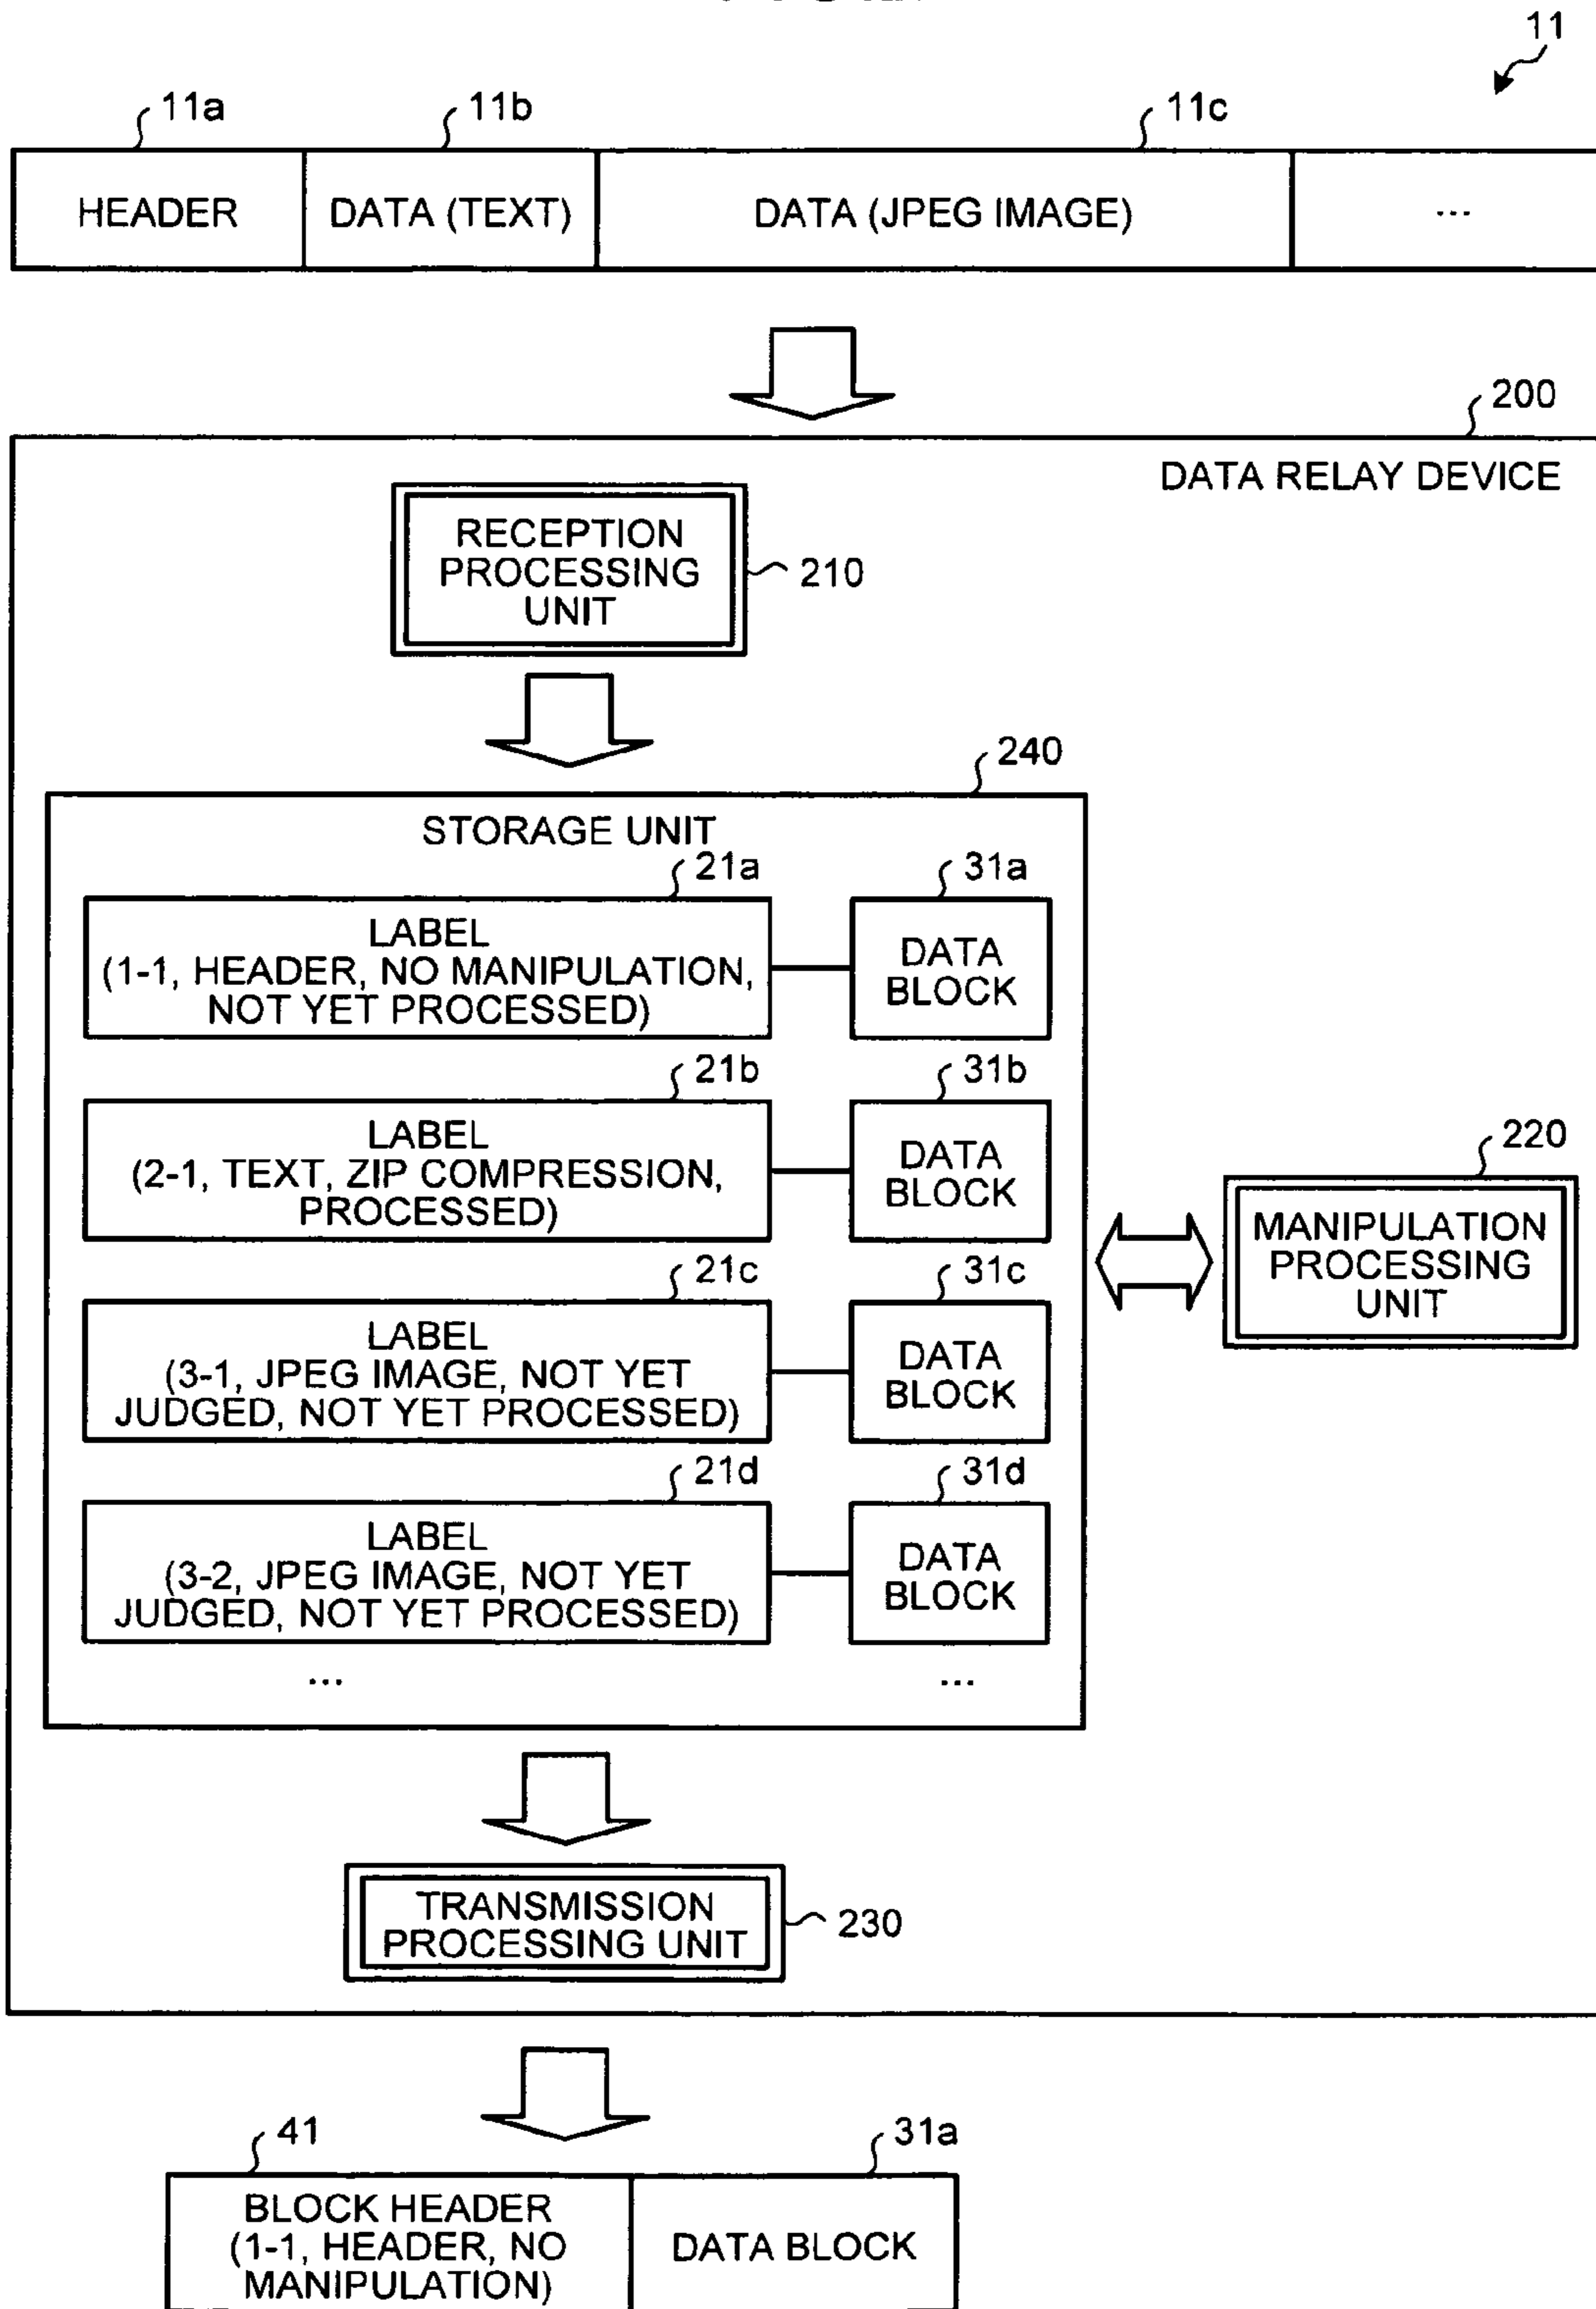 11
11a
11b
11c
HEADER
DATA (TEXT)
DATA (JPEG IMAGE)
...
200
DATA RELAY DEVICE
RECEPTION
PROCESSING
UNIT
210
240
STORAGE UNIT
21a
31a
LABEL
(1-1, HEADER, NO MANIPULATION,
NOT YET PROCESSED)
DATA
BLOCK
21b
31b
LABEL
(2-1, TEXT, ZIP COMPRESSION,
PROCESSED)
DATA
BLOCK
220
MANIPULATION
PROCESSING
UNIT
21c
31c
LABEL
(3-1, JPEG IMAGE, NOT YET
JUDGED, NOT YET PROCESSED)
DATA
BLOCK
21d
31d
LABEL
(3-2, JPEG IMAGE, NOT YET
JUDGED, NOT YET PROCESSED)
DATA
BLOCK
...
...
TRANSMISSION
PROCESSING UNIT
230
41
31a
BLOCK HEADER
(1-1, HEADER, NO
MANIPULATION)
DATA BLOCK